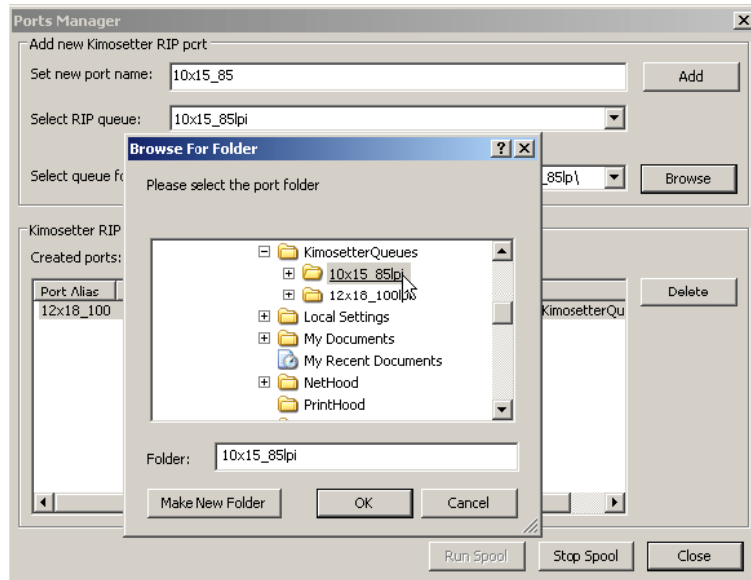 Ports Manager
Add new Kimosetter RIP port
Set new port name:
10x15_85
Add
Select RIP queue:
10x15_85lpi
Select queue fo
_85lp\
Browse
Browse For Folder
Please select the port folder
KimosetterQueues
10x15_85lpi
12x18_100
Local Settings
My Documents
My Recent Documents
NetHood
PrintHood
Folder:
10x15_85lpi
Make New Folder
OK
Cancel
Kimosetter RIP
Created ports:
Port Alias
12x18_100
KimosetterQu
Delete
Run Spool
Stop Spool
Close